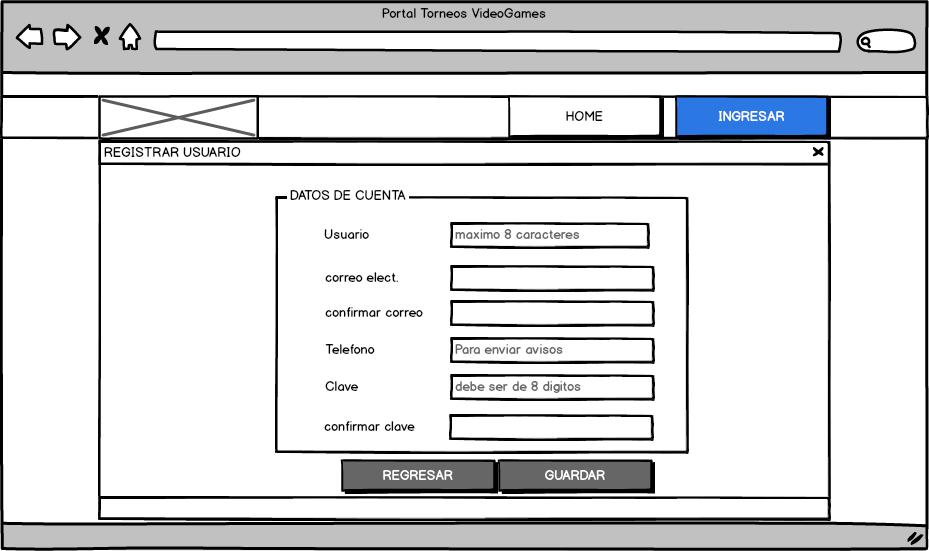 Portal Torneos VideoGames
HOME
INGRESAR
REGISTRAR USUARIO
DATOS DE CUENTA
Usuario
maximo 8 caracteres
correo elect.
confirmar correo
Telefono
Para enviar avisos
Clave
debe ser de 8 digitos
confirmar clave
REGRESAR
GUARDAR